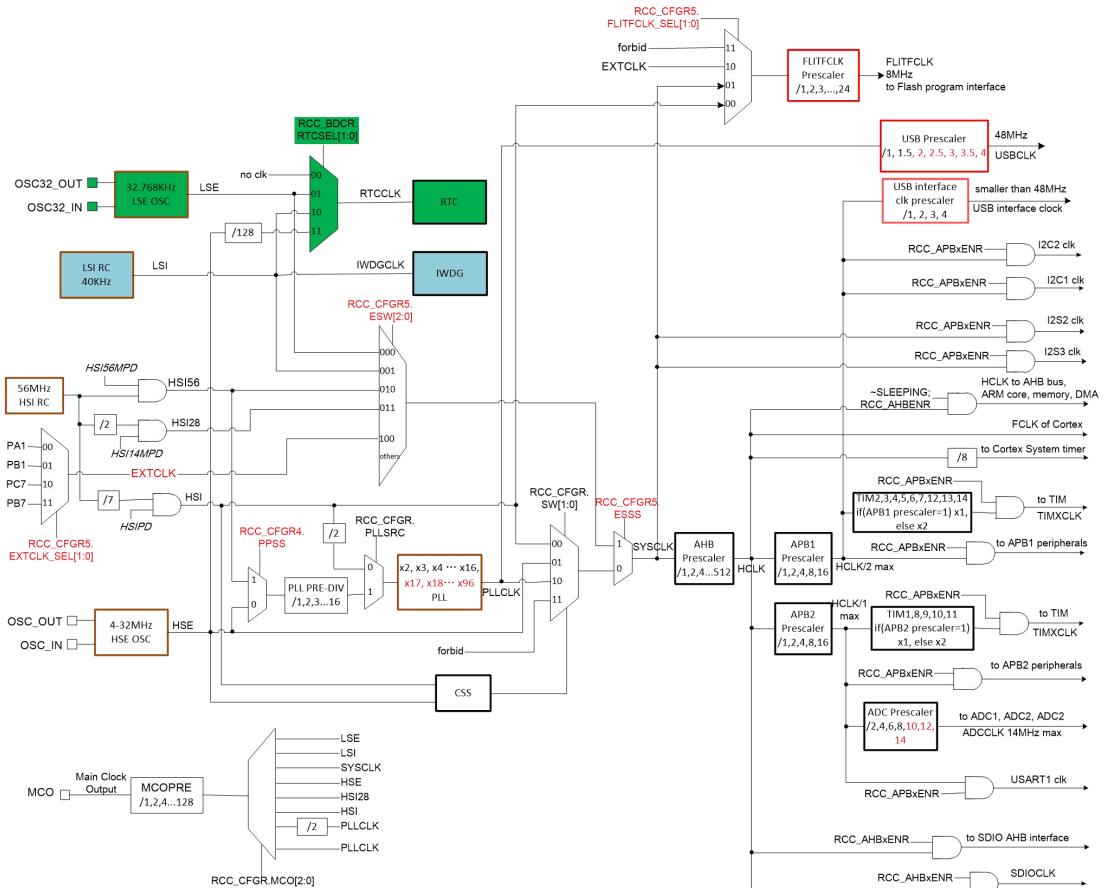 RCC_CFGR5.
FLITFCLK_SEL[1:0]
forbid
11
EXTCLK
10
01
00
FLITFCLK
Prescaler
/1,2,3,...,24
FLITFCLK
8MHz
to Flash program interface
RCC_BDCR.
RTCSEL[1:0]
USB Prescaler
/1, 1.5, 2, 2.5, 3, 3.5, 4
48MHz
USBCLK
OSC32_OUT
OSC32_IN
32.768KHz
LSE OSC
LSE
no clk
00
01
10
11
/128
RTCCLK
RTC
USB interface
clk prescaler
/1, 2, 3, 4
smaller than 48MHz
USB interface clock
LSI RC
40KHz
LSI
IWDGCLK
IWDG
RCC_APBxENR
I2C2 clk
RCC_APBxENR
I2C1 clk
RCC_APBxENR
I2S2 clk
RCC_APBxENR
I2S3 clk
RCC_CFGR5.
ESW[2:0]
000
001
010
011
100
others
HSI56MPD
HSI56
56MHz
HSI RC
/2
HSI28
HSI14MPD
PA1
PB1
PC7
PB7
00
01
10
11
EXTCLK
/7
HSI
HSIPD
RCC_CFGR5.
EXTCLK_SEL[1:0]
~SLEEPING;
RCC_AHBENR
HCLK to AHB bus,
ARM core, memory, DMA
FCLK of Cortex
/8
to Cortex System timer
RCC_APBxENR
TIM2,3,4,5,6,7,12,13,14
if(APB1 prescaler=1) x1,
else x2
to TIM
TIMXCLK
RCC_CFGR4.
PPSS
/2
RCC_CFGR.
PLLSRC
RCC_CFGR.
SW[1:0]
RCC_CFGR5.
ESSS
1
0
PLL PRE-DIV
/1,2,3...16
0
1
x2, x3, x4 ··· x16,
x17, x18··· x96
PLL
PLLCLK
00
01
10
11
forbid
1
0
SYSCLK
AHB
Prescaler
/1,2,4...512
HCLK
APB1
Prescaler
/1,2,4,8,16
HCLK/2 max
RCC_APBxENR
to APB1 peripherals
OSC_OUT
OSC_IN
4-32MHz
HSE OSC
HSE
CSS
APB2
Prescaler
/1,2,4,8,16
HCLK/1
max
RCC_APBxENR
TIM1,8,9,10,11
if(APB2 prescaler=1)
x1, else x2
to TIM
TIMXCLK
RCC_APBxENR
to APB2 peripherals
ADC Prescaler
/2,4,6,8,10,12,
14
to ADC1, ADC2, ADC2
ADCCLK 14MHz max
USART1 clk
RCC_APBxENR
MCO
Main Clock
Output
MCOPRE
/1,2,4...128
LSE
LSI
SYSCLK
HSE
HSI28
HSI
/2
PLLCLK
PLLCLK
RCC_CFGR.MCO[2:0]
RCC_AHBxENR
to SDIO AHB interface
RCC_AHBxENR
SDIOCLK